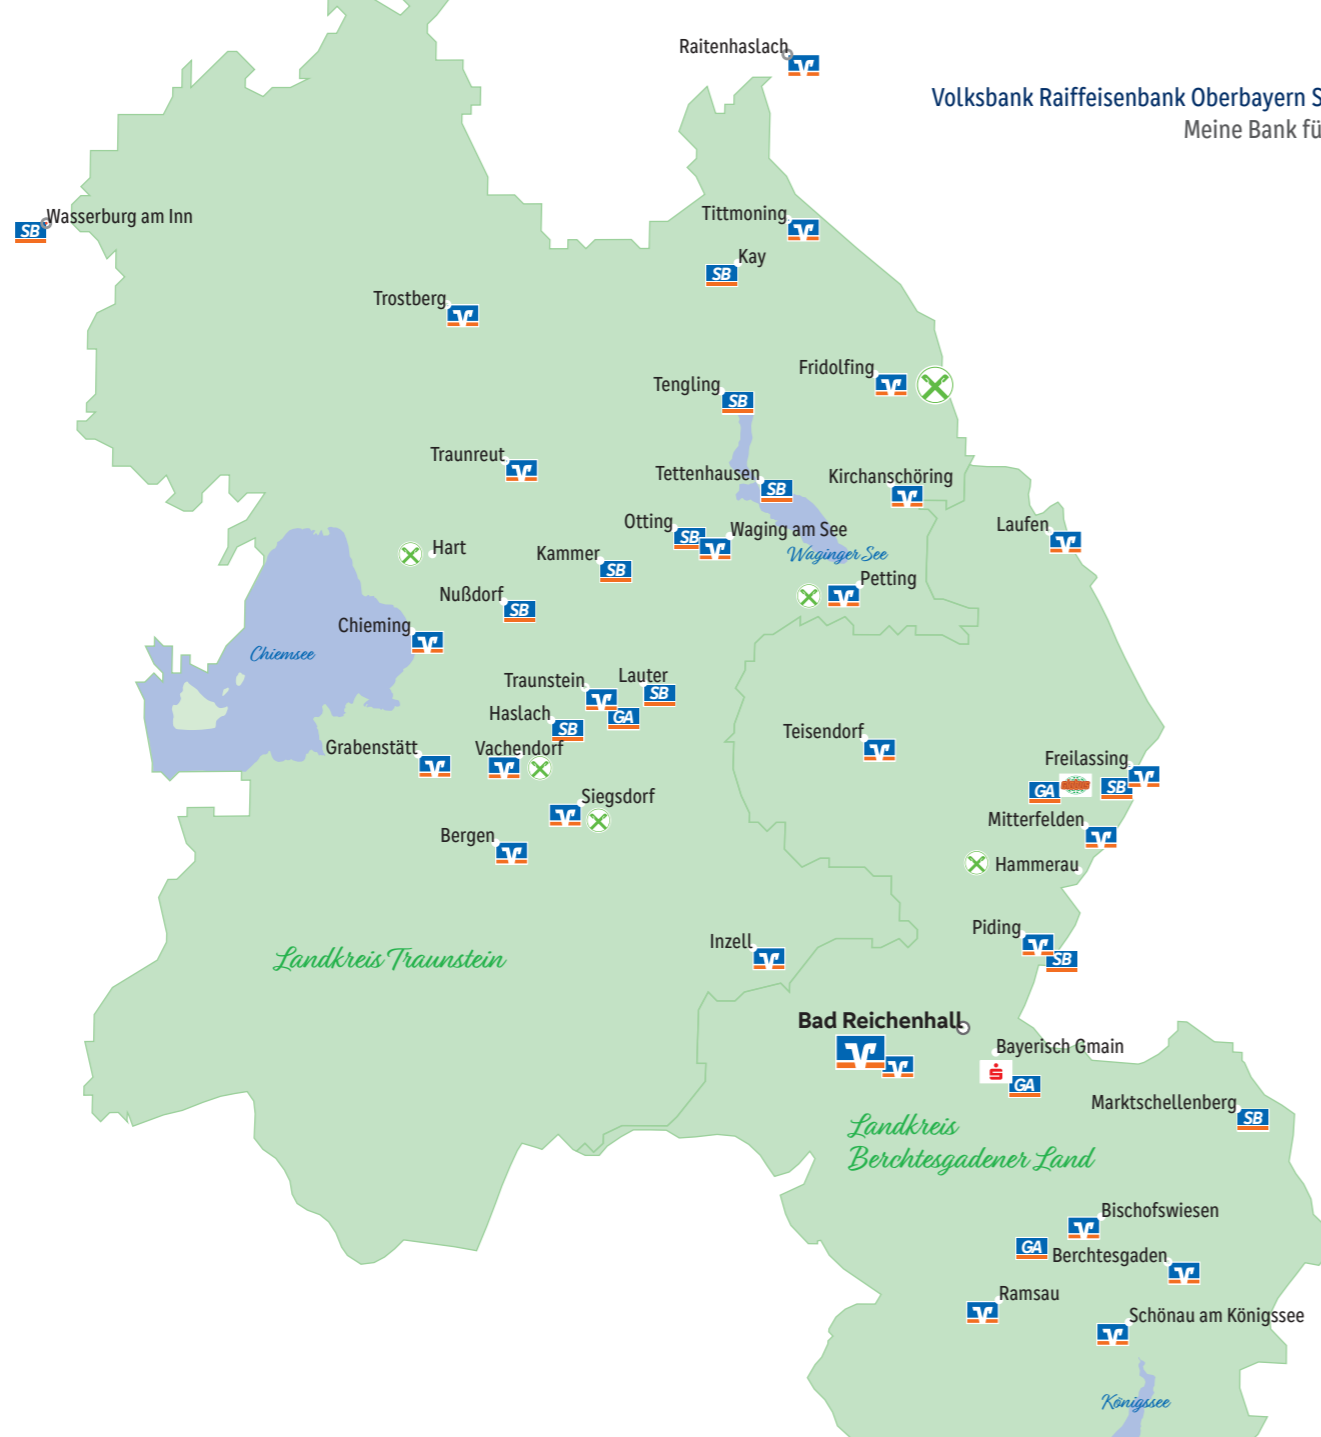 Raitenhaslach
Volksbank Raiffeisenbank Oberbayern S
Meine Bank fü
Wasserburg am Inn
SB
Tittmoning
Kay
SB
Trostberg
Fridolfing
Tengling
SB
Traunreut
Tettenhausen
SB
Kirchanschöring
Otting
SB
Waging am See
Laufen
Hart
Kammer
SB
Waginger See
Petting
Nußdorf
SB
Chieming
Chiemsee
Traunstein
Lauter
SB
GA
Haslach
SB
Teisendorf
Grabenstätt
Vachendorf
Freilassing
GA
SB
Siegsdorf
Mitterfelden
Bergen
Hammerau
Piding
SB
Inzell
Landkreis Traunstein
Bad Reichenhall
Bayerisch Gmain
S
GA
Marktschellenberg
SB
Landkreis
Berchtesgadener Land
Bischofswiesen
GA
Berchtesgaden
Ramsau
Schönau am Königssee
Königssee